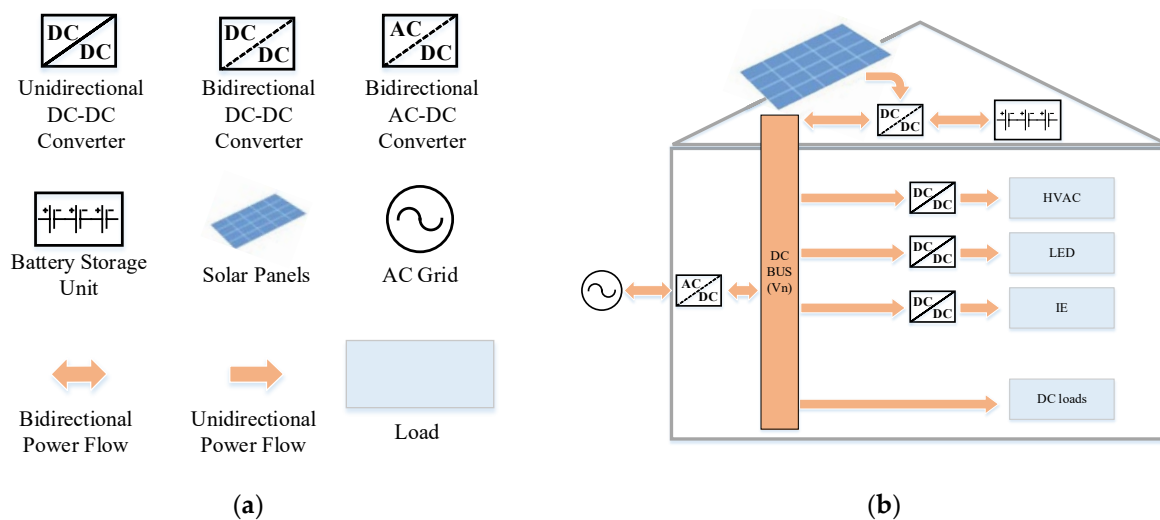 DC
DC
Unidirectional
DC-DC
Converter
DC
DC
Bidirectional
DC-DC
Converter
AC
DC
Bidirectional
AC-DC
Converter
Battery Storage
Unit
Solar Panels
AC Grid
Bidirectional
Power Flow
Unidirectional
Power Flow
Load
(a)
DC
DC
DC
DC
HVAC
DC
DC
LED
DC
BUS
(Vn)
AC
DC
DC
DC
IE
DC loads
(b)